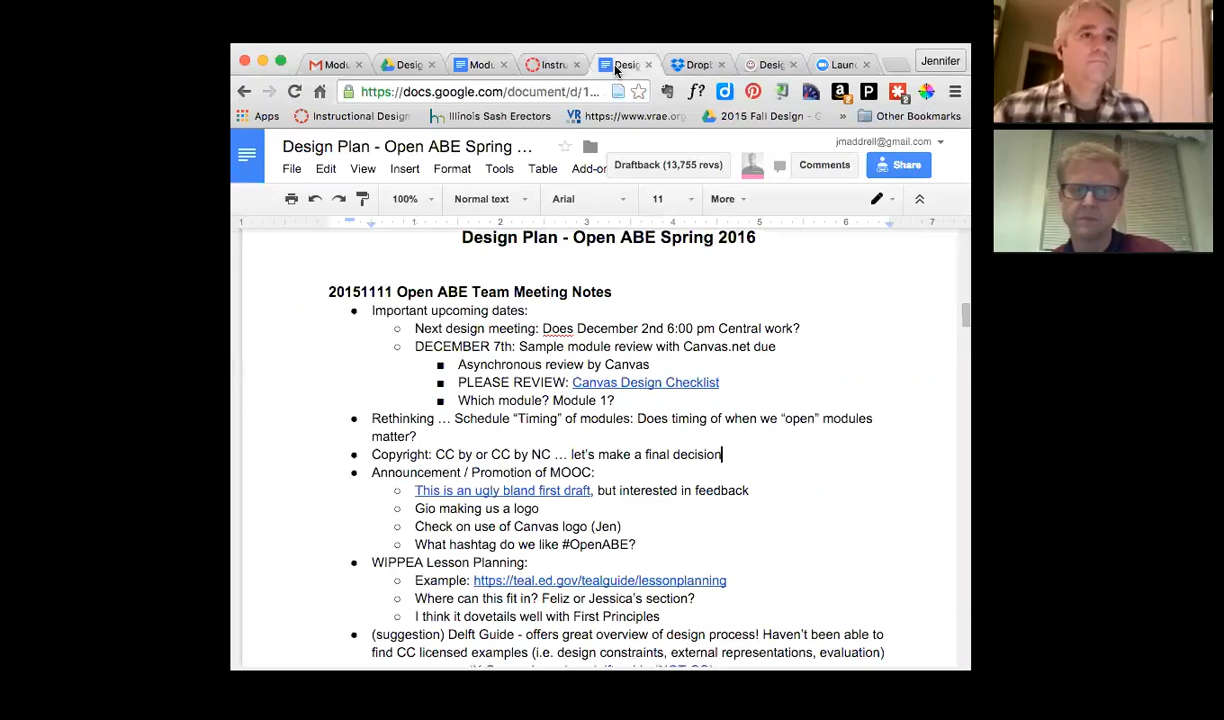 Modu
Desig
Modu
Instru
Desig
Dropl
Desig
Laun
Jennifer
https://docs.google.com/document/d/1...
Apps
Instructional Design
Illinois Sash Erectors
https://www.vrae.org
2015 Fall Design -
»
Other Bookmarks
Design Plan - Open ABE Spring ...
jmaddrell@gmail.com
File Edit View Insert Format Tools Table Add-on
Draftback (13,755 revs)
Comments
Share
100% Normal text Arial 11 More
1 1 2 3 4 5 6 7
Design Plan - Open ABE Spring 2016
20151111 Open ABE Team Meeting Notes
● Important upcoming dates:
○ Next design meeting: Does December 2nd 6:00 pm Central work?
○ DECEMBER 7th: Sample module review with Canvas.net due
■ Asynchronous review by Canvas
■ PLEASE REVIEW: Canvas Design Checklist
■ Which module? Module 1?
● Rethinking … Schedule “Timing” of modules: Does timing of when we “open” modules
matter?
● Copyright: CC by or CC by NC … let’s make a final decision
● Announcement / Promotion of MOOC:
○ This is an ugly bland first draft, but interested in feedback
○ Gio making us a logo
○ Check on use of Canvas logo (Jen)
○ What hashtag do we like #OpenABE?
● WIPPEA Lesson Planning:
○ Example: https://teal.ed.gov/tealguide/lessonplanning
○ Where can this fit in? Feliz or Jessica’s section?
○ I think it dovetails well with First Principles
● (suggestion) Delft Guide - offers great overview of design process! Haven’t been able to
find CC licensed examples (i.e. design constraints, external representations, evaluation)